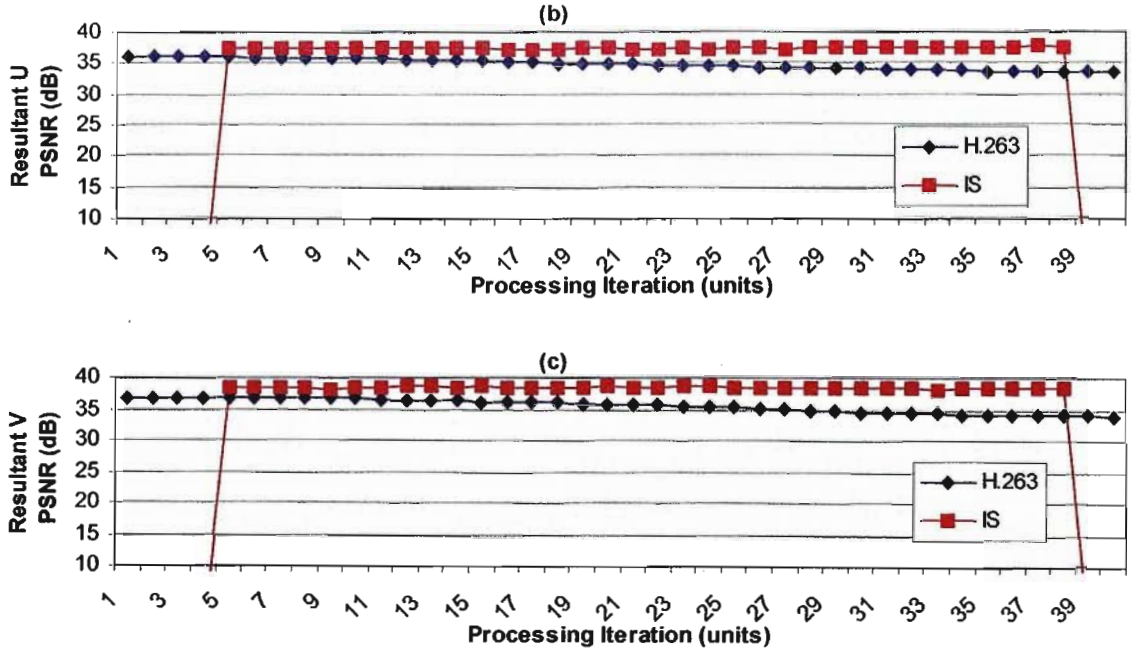 (b)
Resultant U
PSNR (dB)
40
35
30
25
20
15
10
H.263
IS
1 3 5 7 9 11 13 15 17 19 21 23 25 27 29 31 33 35 37 39
Processing Iteration (units)
(c)
Resultant V
PSNR (dB)
40
35
30
25
20
15
10
H.263
IS
1 3 5 7 9 11 13 15 17 19 21 23 25 27 29 31 33 35 37 39
Processing Iteration (units)